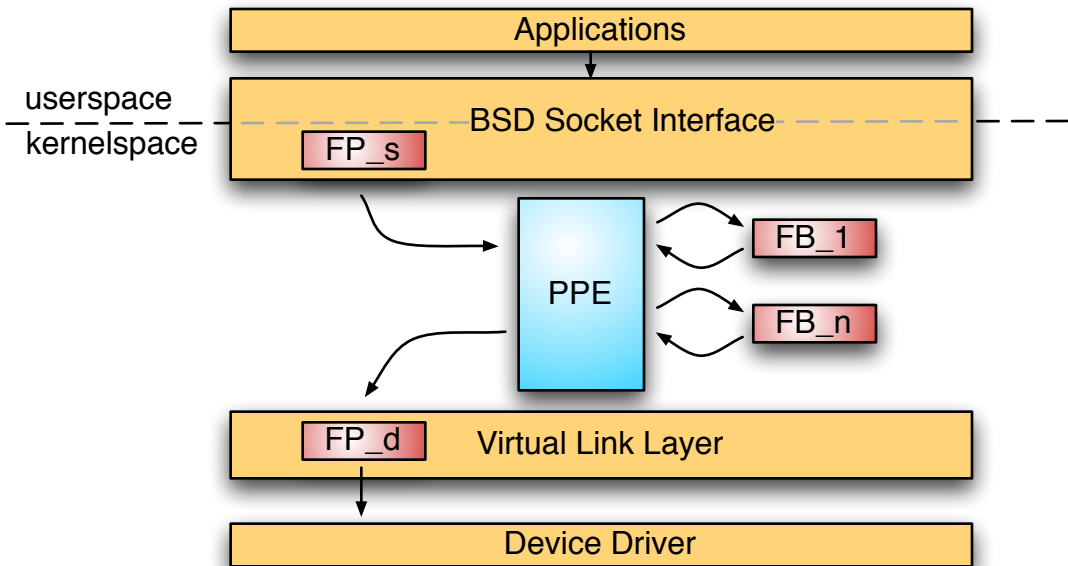 Applications
userspace
BSD Socket Interface
kernelspace
FP_s
FB_1
PPE
FB_n
FP_d
Virtual Link Layer
Device Driver